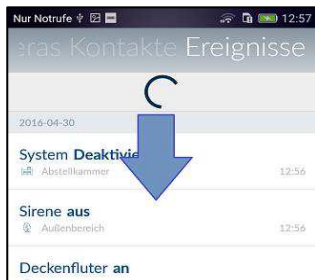 Nur Notrufe 12:57
eras Kontakte Ereignisse
2016-04-30
System Deaktivie
Abstellkammer 12:56
Sirene aus
Außenbereich 12:56
Deckenfluter an